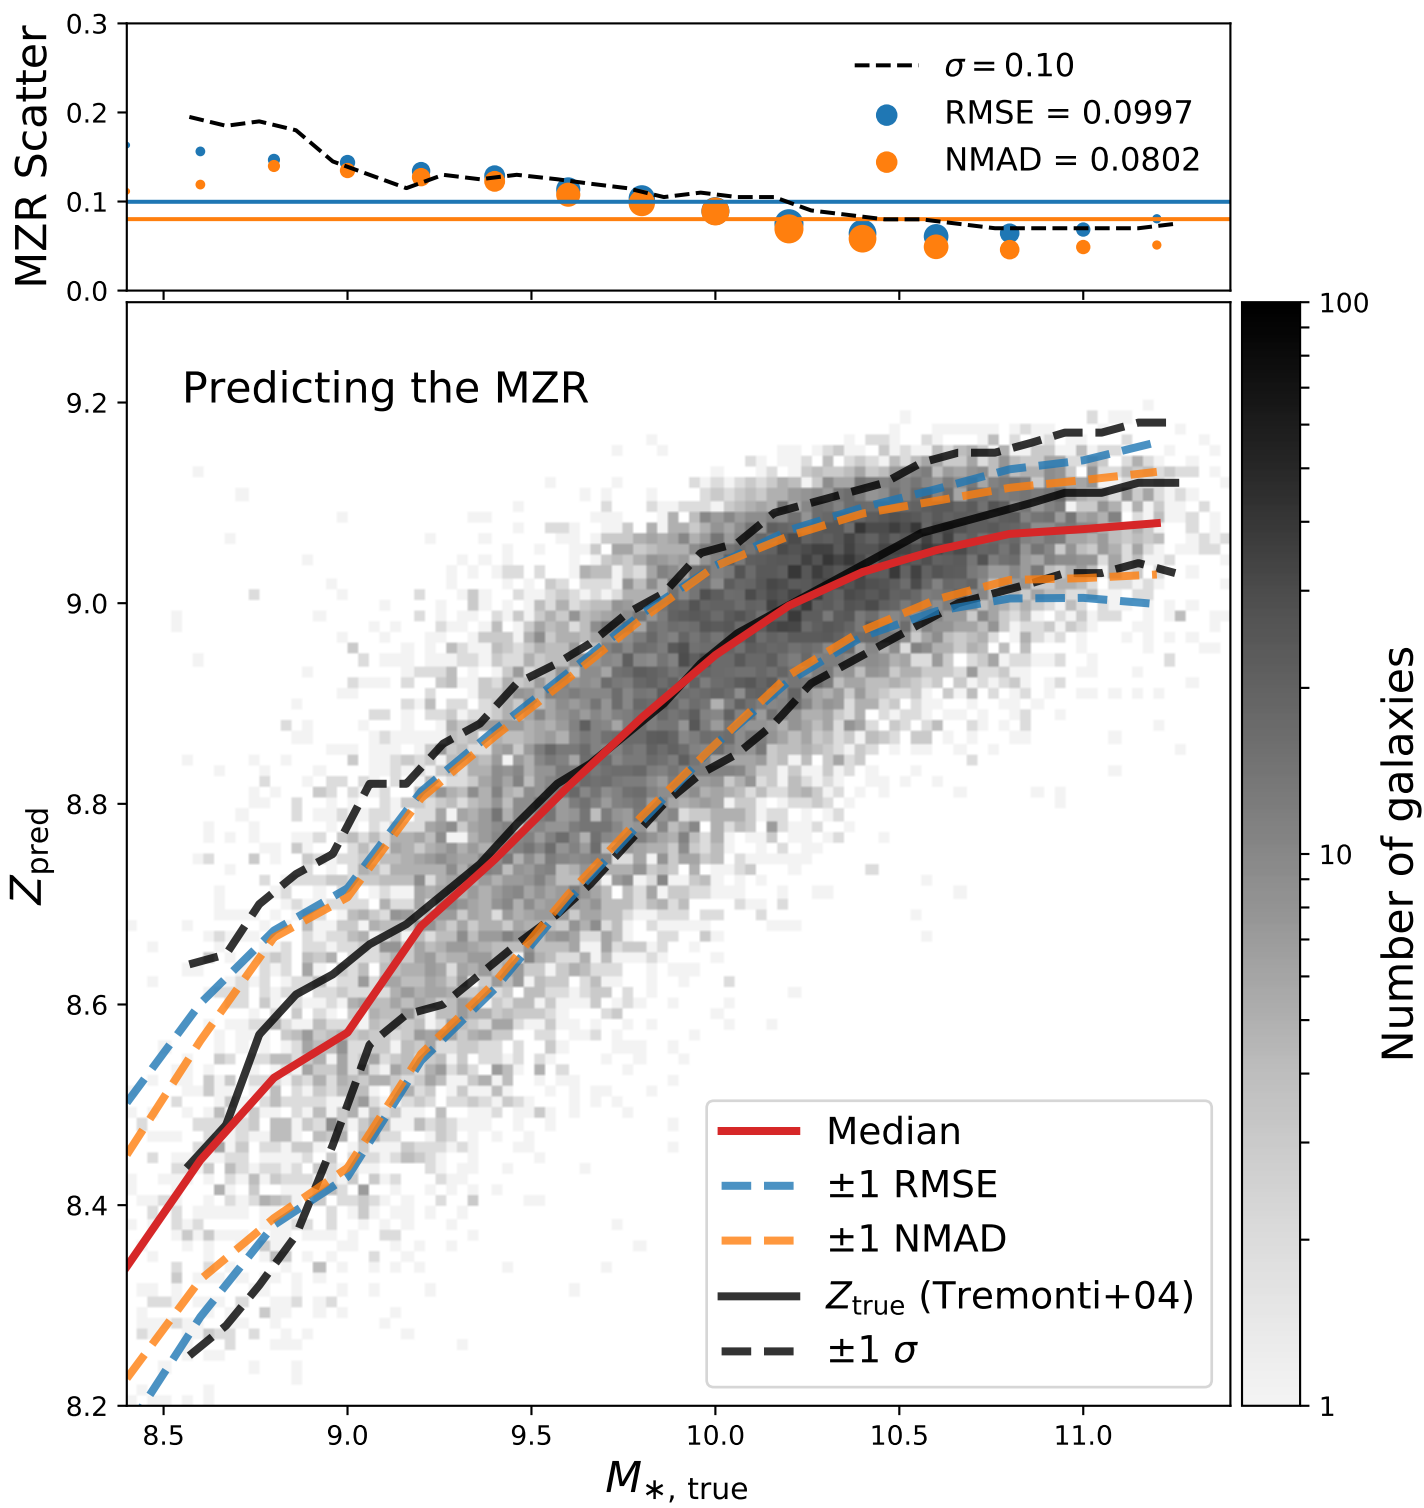 0.3
0.2
0.1
0.0
MZR Scatter
σ = 0.10
RMSE = 0.0997
NMAD = 0.0802
Predicting the MZR
9.2
9.0
8.8
8.6
8.4
8.2
Z_pred
8.5 9.0 9.5 10.0 10.5 11.0
M_∗, true
Median
±1 RMSE
±1 NMAD
Z_true (Tremonti+04)
±1 σ
100
10
1
Number of galaxies